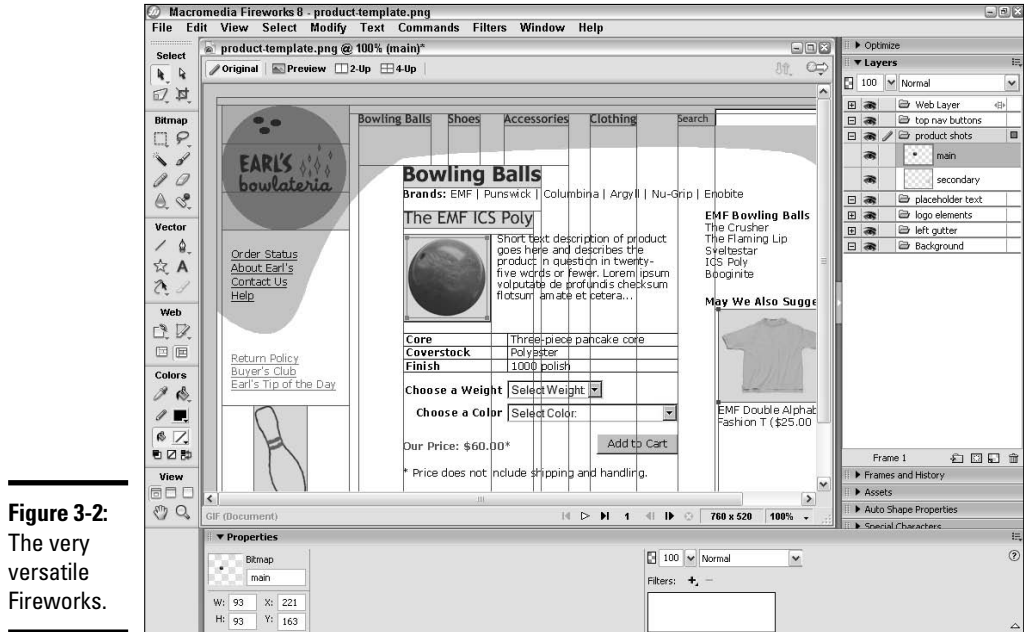 Macromedia Fireworks 8 - product-template.png
File Edit View Select Modify Text Commands Filters Window Help
Select
Bitmap
Vector
Web
Colors
View
product-template.png @ 100% (main)*
Original Preview 2-Up 4-Up
EARL'S
bowlateria
Bowling Balls Shoes Accessories Clothing Search
Bowling Balls
Brands: EMF | Punswick | Columbina | Argyll | Nu-Grip | Enobite
The EMF ICS Poly
Short text description of product
goes here and describes the
product in question in twenty-
five words or fewer. Lorem ipsum
volputate de profundis checksum
flotsum amate et cetera...
EMF Bowling Balls
The Crusher
The Flaming Lip
Sveltestar
ICS Poly
Booginite
May We Also Sugge
EMF Double Alphab
Fashion T ($25.00
Order Status
About Earl's
Contact Us
Help
Return Policy
Buyer's Club
Earl's Tip of the Day
Core Three-piece pancake core
Coverstock Polyester
Finish 1000 polish
Choose a Weight Select Weight:
Choose a Color Select Color:
Our Price: $60.00*
Add to Cart
* Price does not include shipping and handling.
GIF (Document)
1
760 x 520 100%
Optimize
Layers
100 Normal
Web Layer
top nav buttons
product shots
main
secondary
placeholder text
logo elements
left gutter
Background
Frame 1
Frames and History
Assets
Auto Shape Properties
Special Characters
Properties
Bitmap
main
W: 93 X: 221
H: 93 Y: 163
100 Normal
Filters:
Figure 3-2:
The very
versatile
Fireworks.